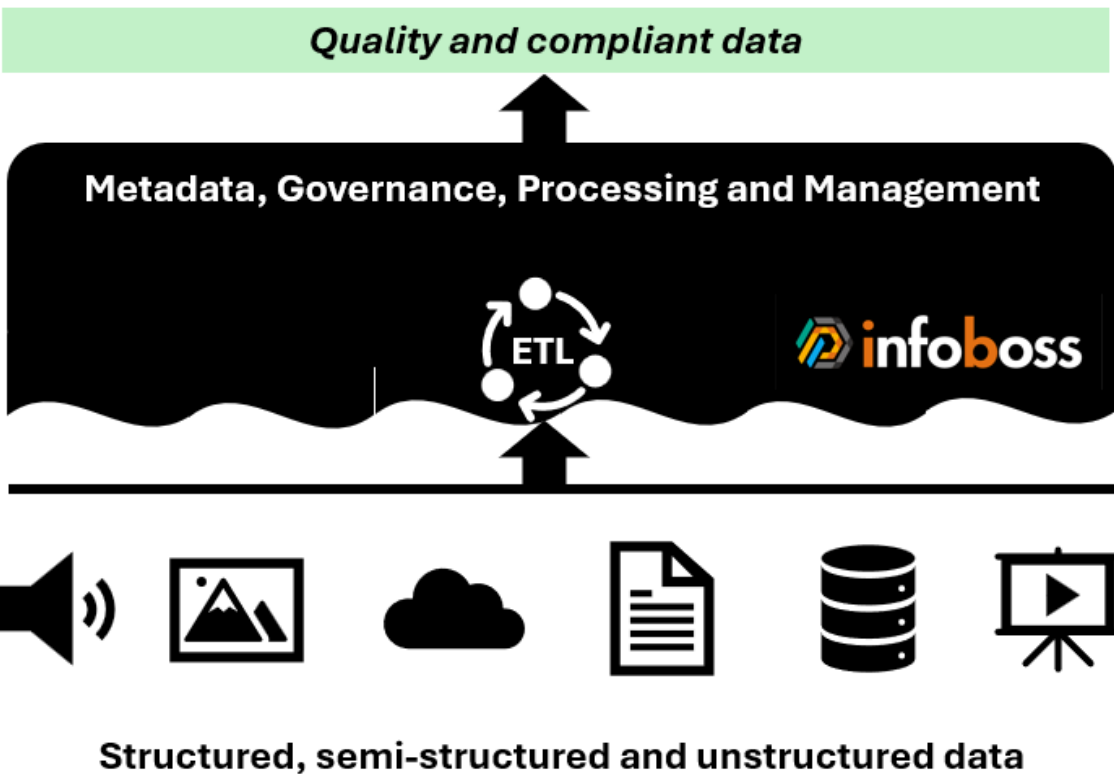 Quality and compliant data
Metadata, Governance, Processing and Management
ETL
infoboss
Structured, semi-structured and unstructured data